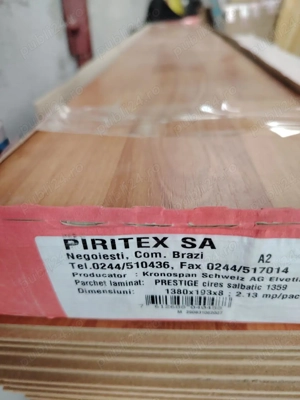 PIRITEX SA
A2
Negoiesti, Com. Brazi
Tel.0244/510436, Fax 0244/517014
Producator : Kronospan Schweiz AG Elvetia
Parchet laminat: PRESTIGE cires salbatic 1359
Dimensiuni: 1380x193x8 : 2.13 mp/pac